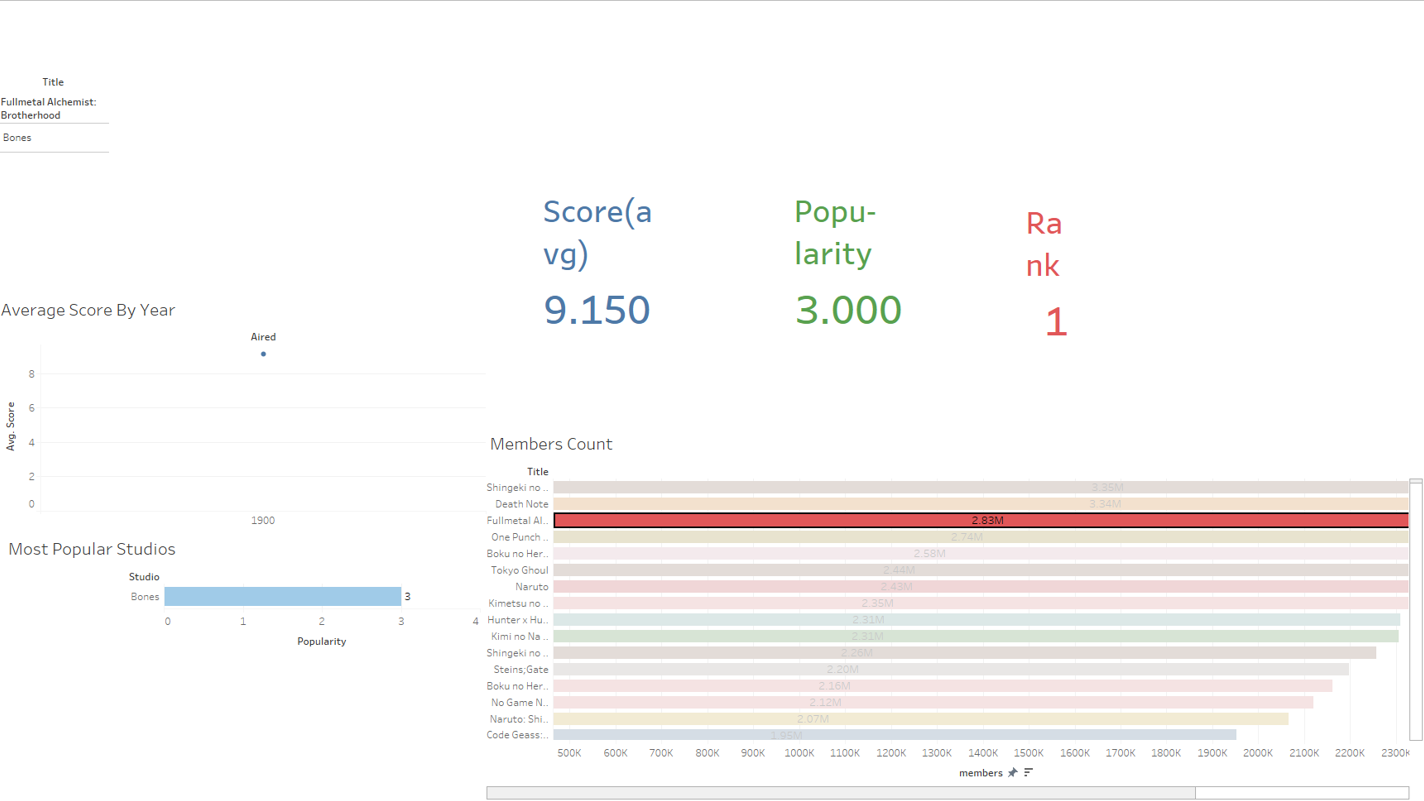 Title
Fullmetal Alchemist:
Brotherhood
Bones
Score(a
vg)
9.150
Popu-
larity
3.000
Ra
nk
1
Average Score By Year
Aired
8
6
4
2
0
Avg. Score
1900
Most Popular Studios
Studio
Bones
3
0 1 2 3 4
Popularity
Members Count
Title
Shingeki no .. 3.35M
Death Note 3.34M
Fullmetal Al.. 2.83M
One Punch .. 2.74M
Boku no Her.. 2.58M
Tokyo Ghoul 2.44M
Naruto 2.43M
Kimetsu no .. 2.35M
Hunter x Hu.. 2.31M
Kimi no Na .. 2.31M
Shingeki no .. 2.26M
Steins;Gate 2.20M
Boku no Her.. 2.16M
No Game N.. 2.12M
Naruto: Shi.. 2.07M
Code Geass:.. 1.95M
500K 600K 700K 800K 900K 1000K 1100K 1200K 1300K 1400K 1500K 1600K 1700K 1800K 1900K 2000K 2100K 2200K 2300K
members